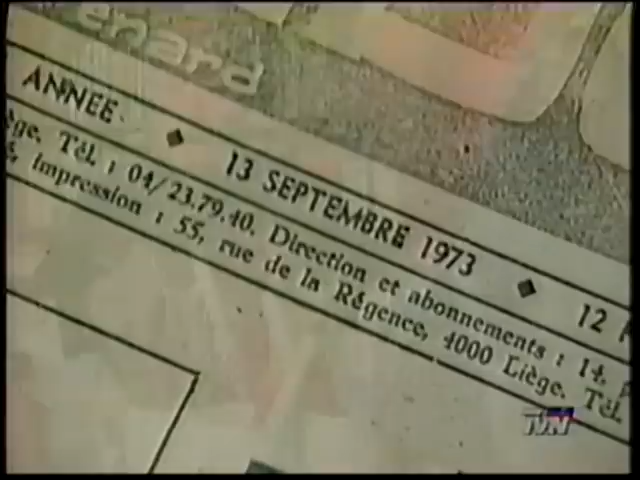 enard
ANNEE ◆ 13 SEPTEMBRE 1973 ◆ 12
ège. Tél. : 04/23.79.40. Direction et abonnements : 14,
impression : 55, rue de la Régence, 4000 Liège. Tél.
TVN